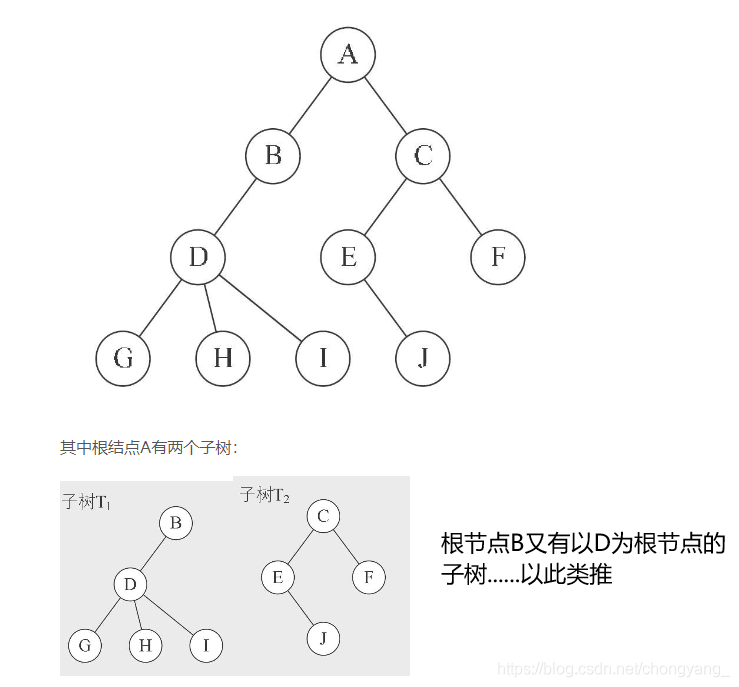 A
B
C
D
E
F
G
H
I
J
其中根结点A有两个子树：
子树T1
子树T2
B
C
D
E
F
G
H
I
J
根节点B又有以D为根节点的
子树......以此类推
https://blog.csdn.net/chongyang_